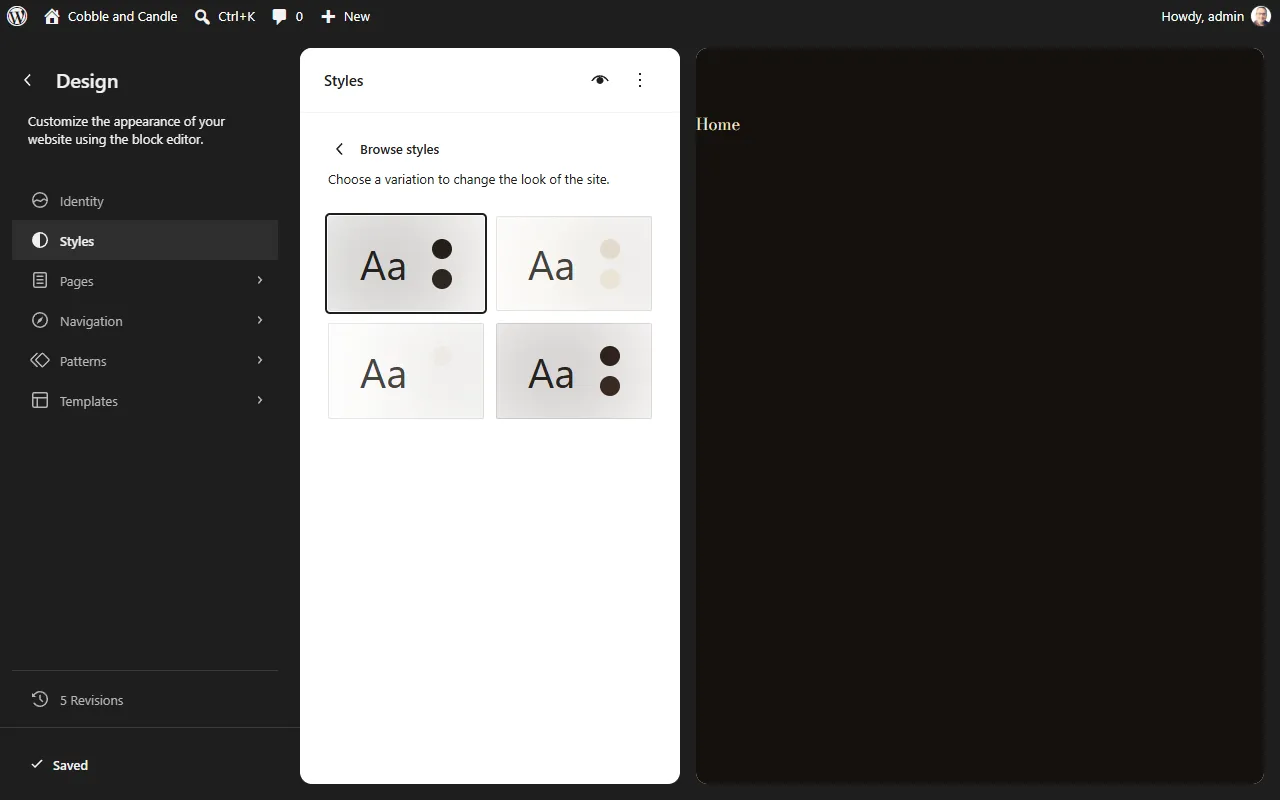 Cobble and Candle
Ctrl+K
0
New
Howdy, admin
Design
Customize the appearance of your
website using the block editor.
Identity
Styles
Pages
Navigation
Patterns
Templates
5 Revisions
Saved
Styles
Browse styles
Choose a variation to change the look of the site.
Aa
Aa
Aa
Aa
Home